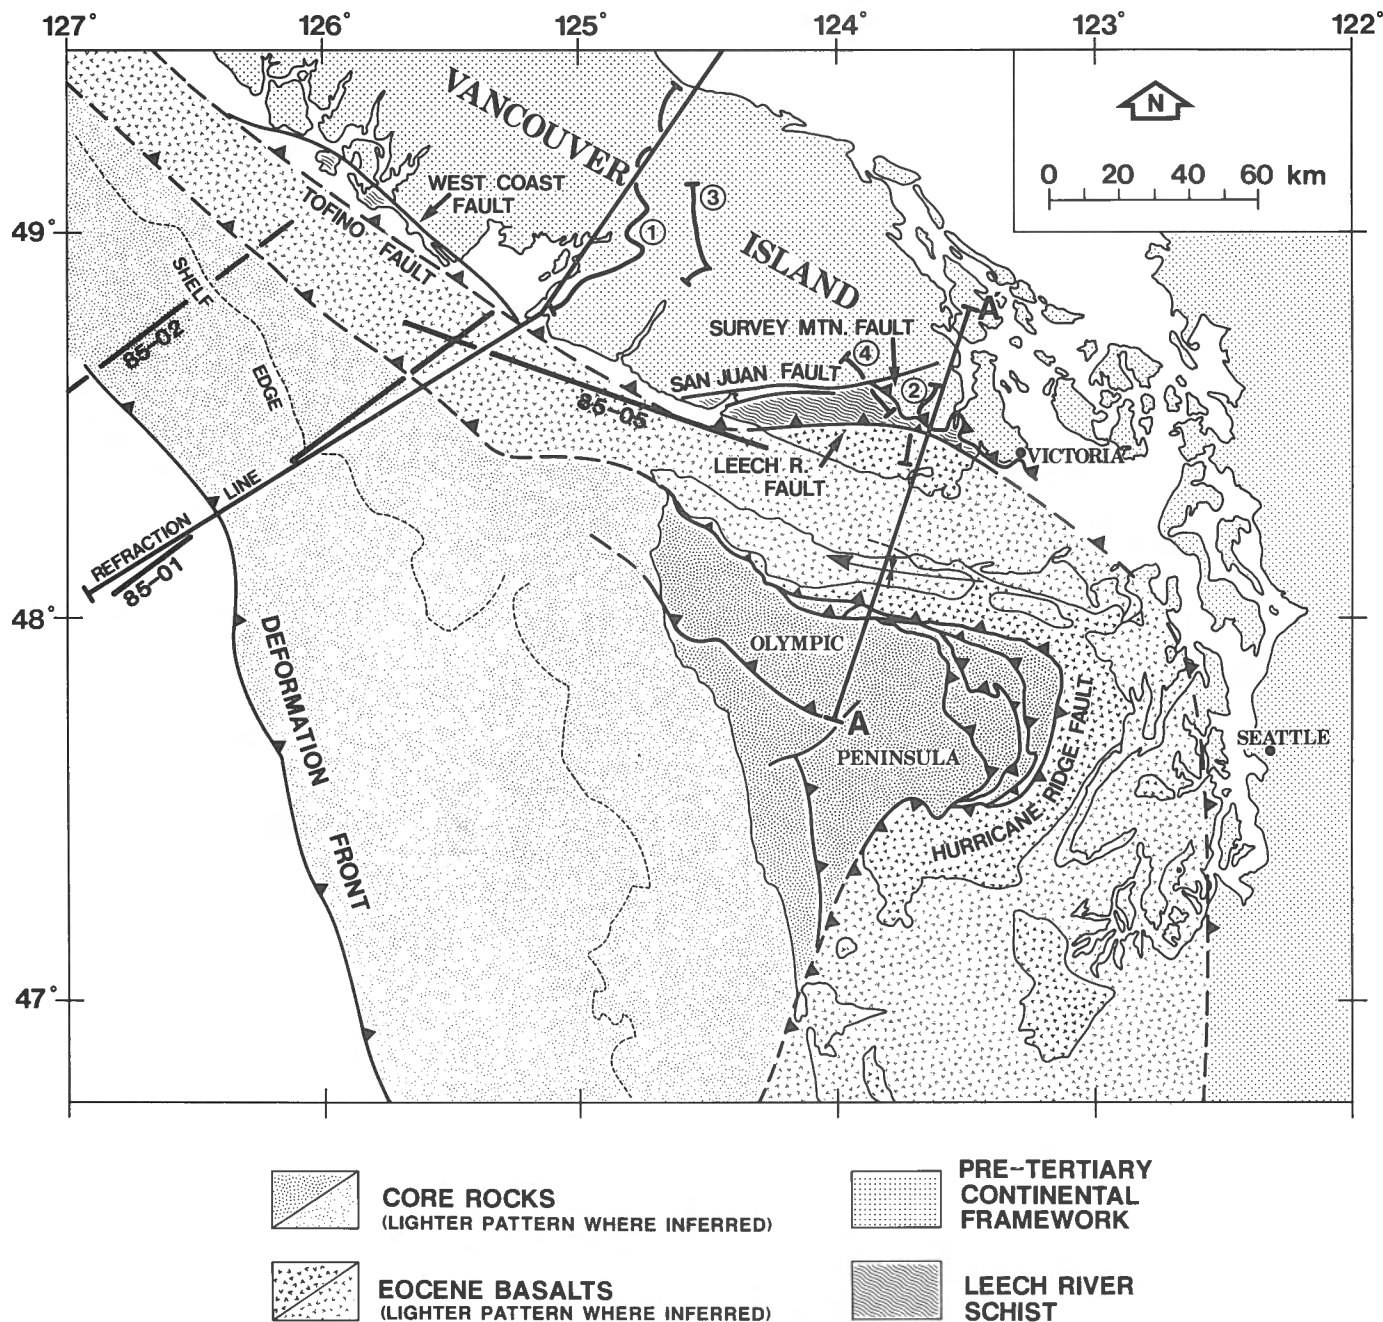 127° 126° 125° 124° 123° 122°
VANCOUVER
N
0 20 40 60 km
WEST COAST
FAULT
3
1
49°
TOFINO FAULT
ISLAND
SHELF EDGE
A'
SURVEY MTN. FAULT
85-02
4
SAN JUAN FAULT
2
85-05
VICTORIA
LEECH R.
FAULT
REFRACTION LINE
85-01
48°
DEFORMATION FRONT
OLYMPIC
A
PENINSULA
HURRICANE RIDGE FAULT
SEATTLE
47°
CORE ROCKS
(LIGHTER PATTERN WHERE INFERRED)
PRE-TERTIARY
CONTINENTAL
FRAMEWORK
EOCENE BASALTS
(LIGHTER PATTERN WHERE INFERRED)
LEECH RIVER
SCHIST